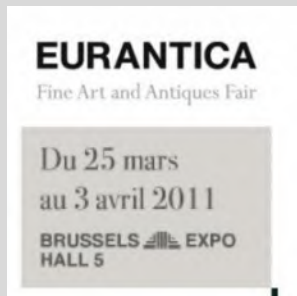 EURANTICA
Fine Art and Antiques Fair
Du 25 mars
au 3 avril 2011
BRUSSELS EXPO
HALL 5